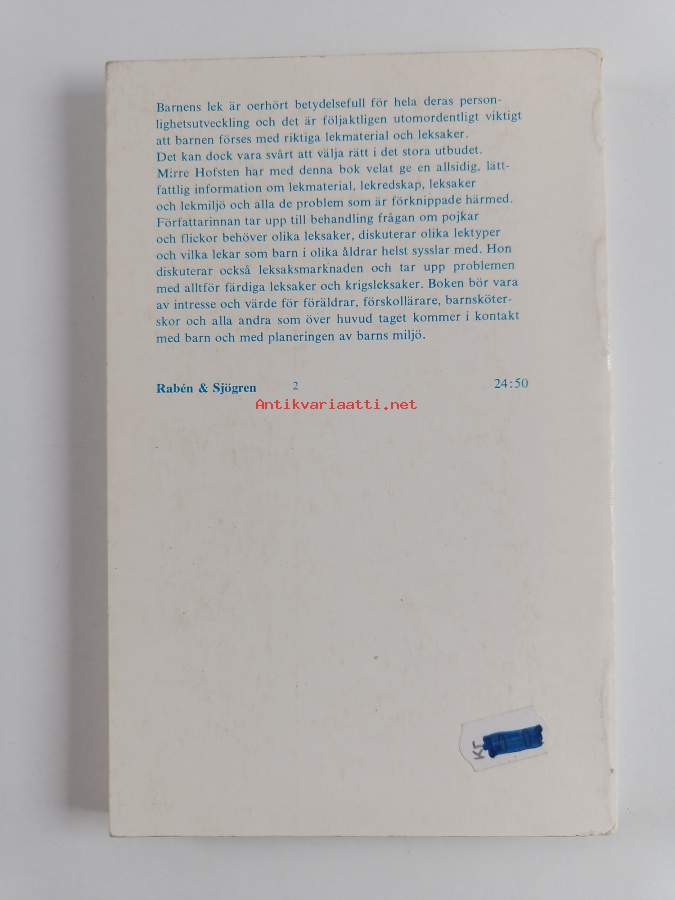 Barnens lek är oerhört betydelsefull för hela deras person-
lighetsutveckling och det är följaktligen utomordentligt viktigt
att barnen förses med riktiga lekmaterial och leksaker.
Det kan dock vara svårt att välja rätt i det stora utbudet.
Mirre Hofsten har med denna bok velat ge en allsidig, lätt-
fattlig information om lekmaterial, lekredskap, leksaker
och lekmiljö och alla de problem som är förknippade härmed.
Författarinnan tar upp till behandling frågan om pojkar
och flickor behöver olika leksaker, diskuterar olika lektyper
och vilka lekar som barn i olika åldrar helst sysslar med. Hon
diskuterar också leksaksmarknaden och tar upp problemen
med alltför färdiga leksaker och krigsleksaker. Boken bör vara
av intresse och värde för föräldrar, förskollärare, barnsköter-
skor och alla andra som över huvud taget kommer i kontakt
med barn och med planeringen av barns miljö.
Rabén & Sjögren 2 24:50
Antikvariaatti.net